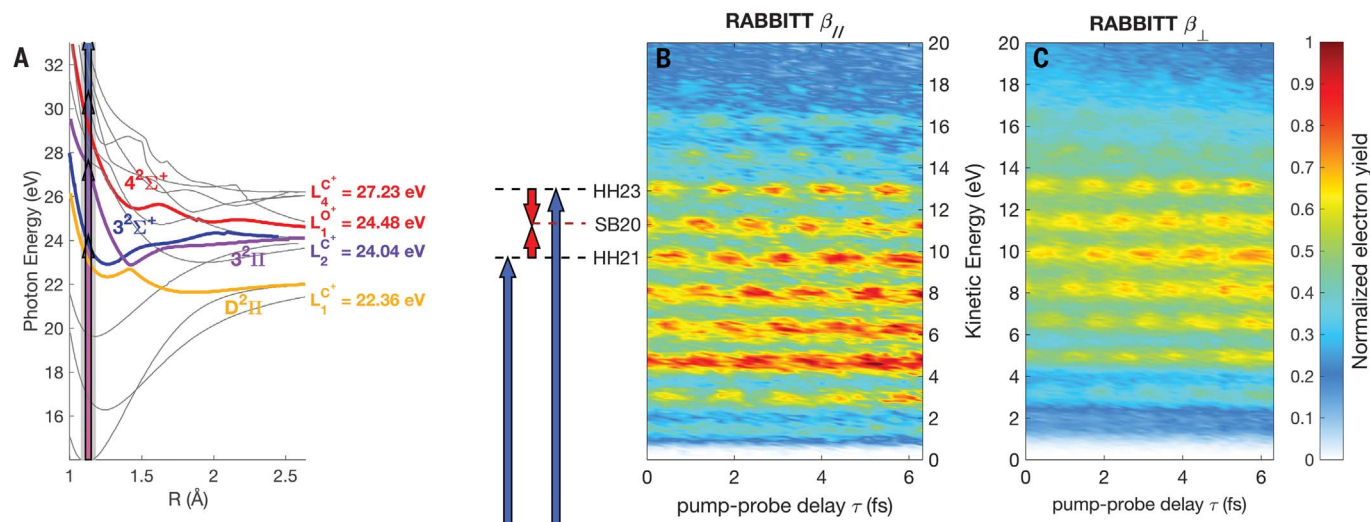 A
Photon Energy (eV)
32
30
28
26
24
22
20
18
16
1
1.5
2
2.5
R (Å)
4²Σ⁺
3²Σ⁺
3²Π
D²Π
L₄^C⁺ = 27.23 eV
L₁^O⁺ = 24.48 eV
L₂^C⁺ = 24.04 eV
L₁^C⁺ = 22.36 eV
HH23
SB20
HH21
RABBITT β//
B
20
18
16
14
12
10
8
6
4
2
0
0
2
4
6
pump-probe delay τ (fs)
RABBITT β⊥
C
Kinetic Energy (eV)
20
18
16
14
12
10
8
6
4
2
0
0
2
4
6
pump-probe delay τ (fs)
1
0.9
0.8
0.7
0.6
0.5
0.4
0.3
0.2
0.1
0
Normalized electron yield